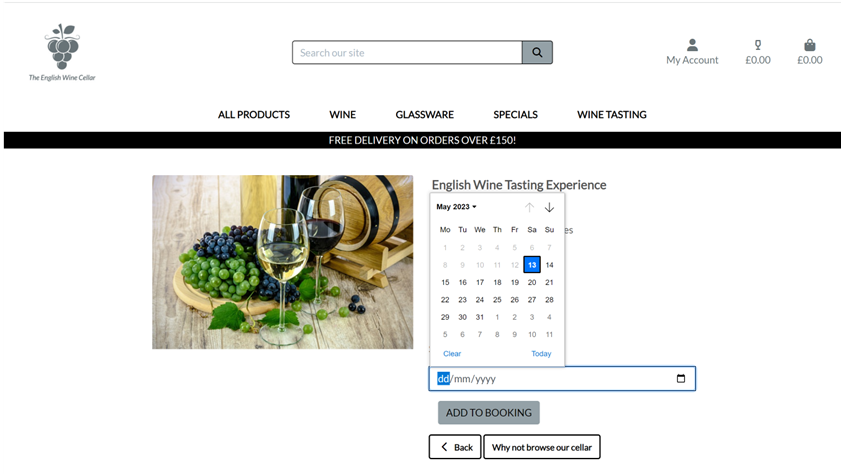 The English Wine Cellar
Search our site
My Account
£0.00
£0.00
ALL PRODUCTS WINE GLASSWARE SPECIALS WINE TASTING
FREE DELIVERY ON ORDERS OVER £150!
English Wine Tasting Experience
May 2023
es
Mo Tu We Th Fr Sa Su
1 2 3 4 5 6 7
8 9 10 11 12 13 14
15 16 17 18 19 20 21
22 23 24 25 26 27 28
29 30 31 1 2 3 4
5 6 7 8 9 10 11
Clear Today
dd/mm/yyyy
ADD TO BOOKING
Back
Why not browse our cellar